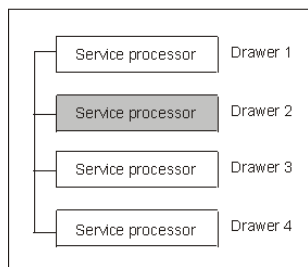 Service processor Drawer 1
Service processor Drawer 2
Service processor Drawer 3
Service processor Drawer 4